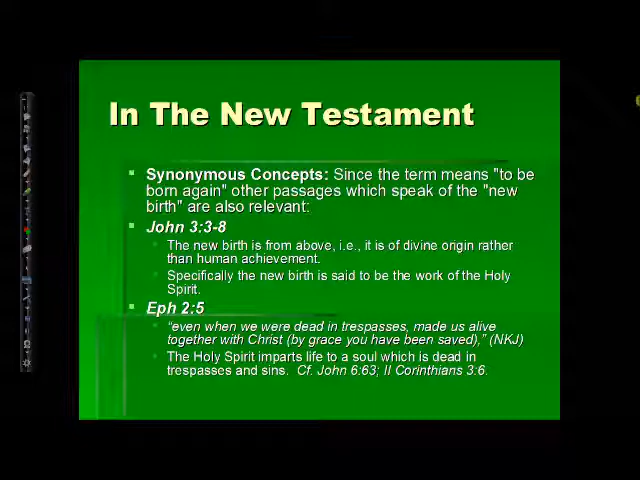 In The New Testament
Synonymous Concepts: Since the term means "to be
born again" other passages which speak of the "new
birth" are also relevant:
John 3:3-8
The new birth is from above, i.e., it is of divine origin rather
than human achievement.
Specifically the new birth is said to be the work of the Holy
Spirit.
Eph 2:5
"even when we were dead in trespasses, made us alive
together with Christ (by grace you have been saved)," (NKJ)
The Holy Spirit imparts life to a soul which is dead in
trespasses and sins. Cf. John 6:63; II Corinthians 3:6.